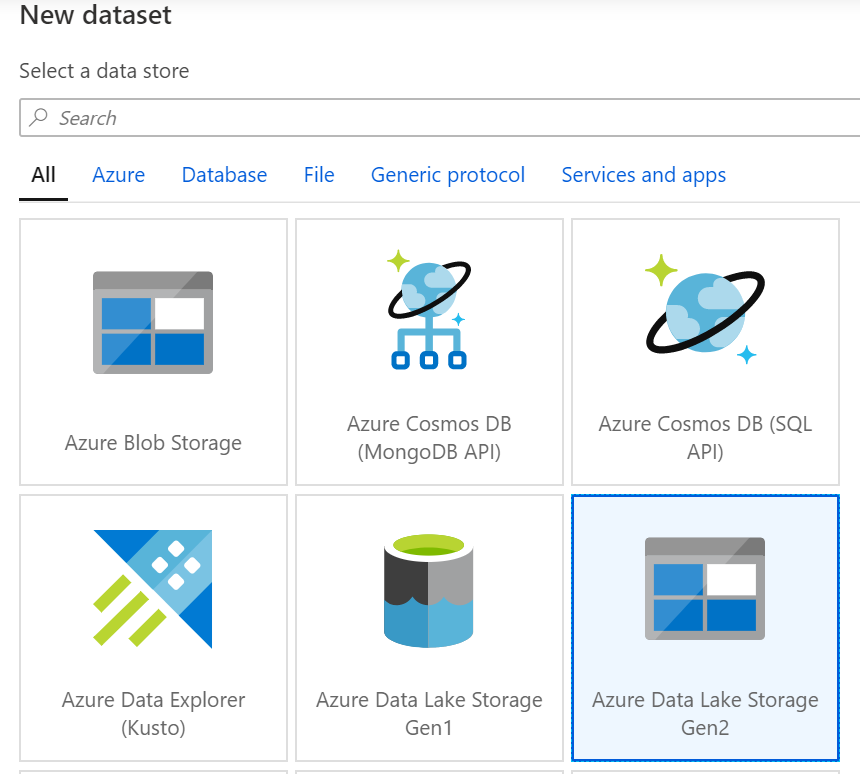 New dataset
Select a data store
Search
All Azure Database File Generic protocol Services and apps
Azure Blob Storage
Azure Cosmos DB
(MongoDB API)
Azure Cosmos DB (SQL
API)
Azure Data Explorer
(Kusto)
Azure Data Lake Storage
Gen1
Azure Data Lake Storage
Gen2